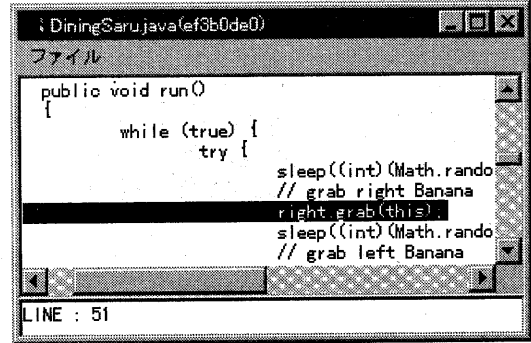 DiningSaru.java(ef3b0de0)
ファイル
public void run()
{
while (true) {
try {
sleep((int)(Math.rando
// grab right Banana
right.grab(this);
sleep((int)(Math.rando
// grab left Banana
LINE : 51